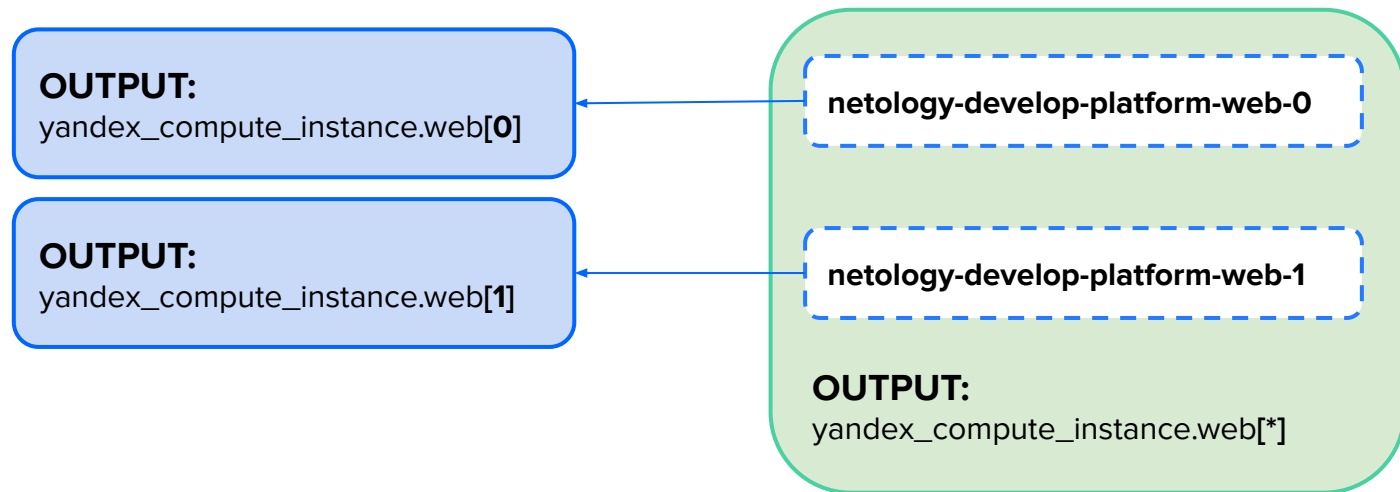 OUTPUT:
yandex_compute_instance.web[0]
OUTPUT:
yandex_compute_instance.web[1]
netology-develop-platform-web-0
netology-develop-platform-web-1
OUTPUT:
yandex_compute_instance.web[*]